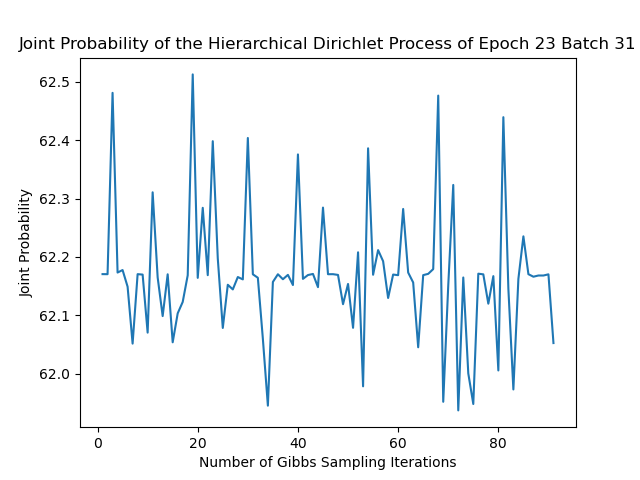 Joint Probability of the Hierarchical Dirichlet Process of Epoch 23 Batch 31
62.5
62.4
62.3
62.2
62.1
62.0
Joint Probability
0 20 40 60 80
Number of Gibbs Sampling Iterations